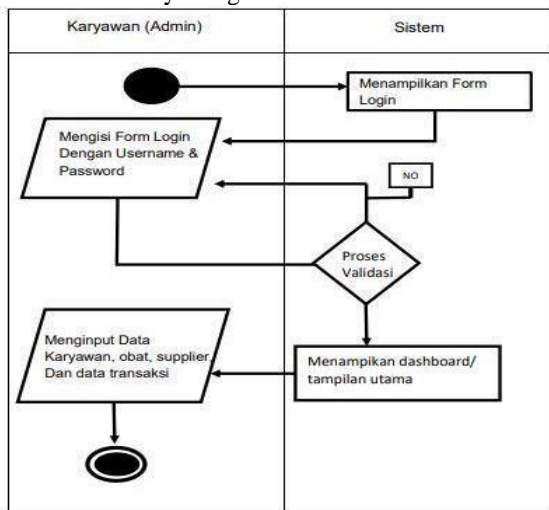 Karyawan (Admin)
Sistem
Menampilkan Form
Login
Mengisi Form Login
Dengan Username &
Password
NO
Proses
Validasi
Menginput Data
Karyawan, obat, supplier,
Dan data transaksi
Menampikan dashboard/
tampilan utama